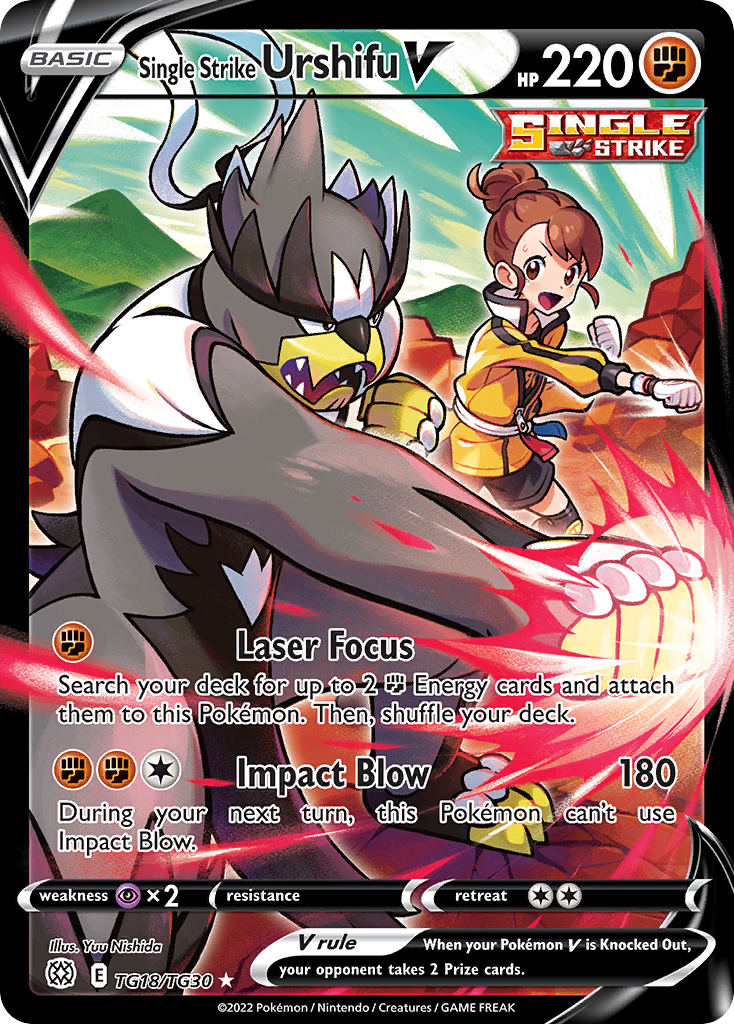 BASIC Single Strike Urshifu V HP 220
SINGLE
STRIKE
Laser Focus
Search your deck for up to 2 Energy cards and attach
them to this Pokémon. Then, shuffle your deck.
Impact Blow 180
During your next turn, this Pokémon can't use
Impact Blow.
weakness ×2 resistance retreat
Illus. Yuu Nishida
V rule When your Pokémon V is Knocked Out,
your opponent takes 2 Prize cards.
E TG18/TG30
©2022 Pokémon / Nintendo / Creatures / GAME FREAK